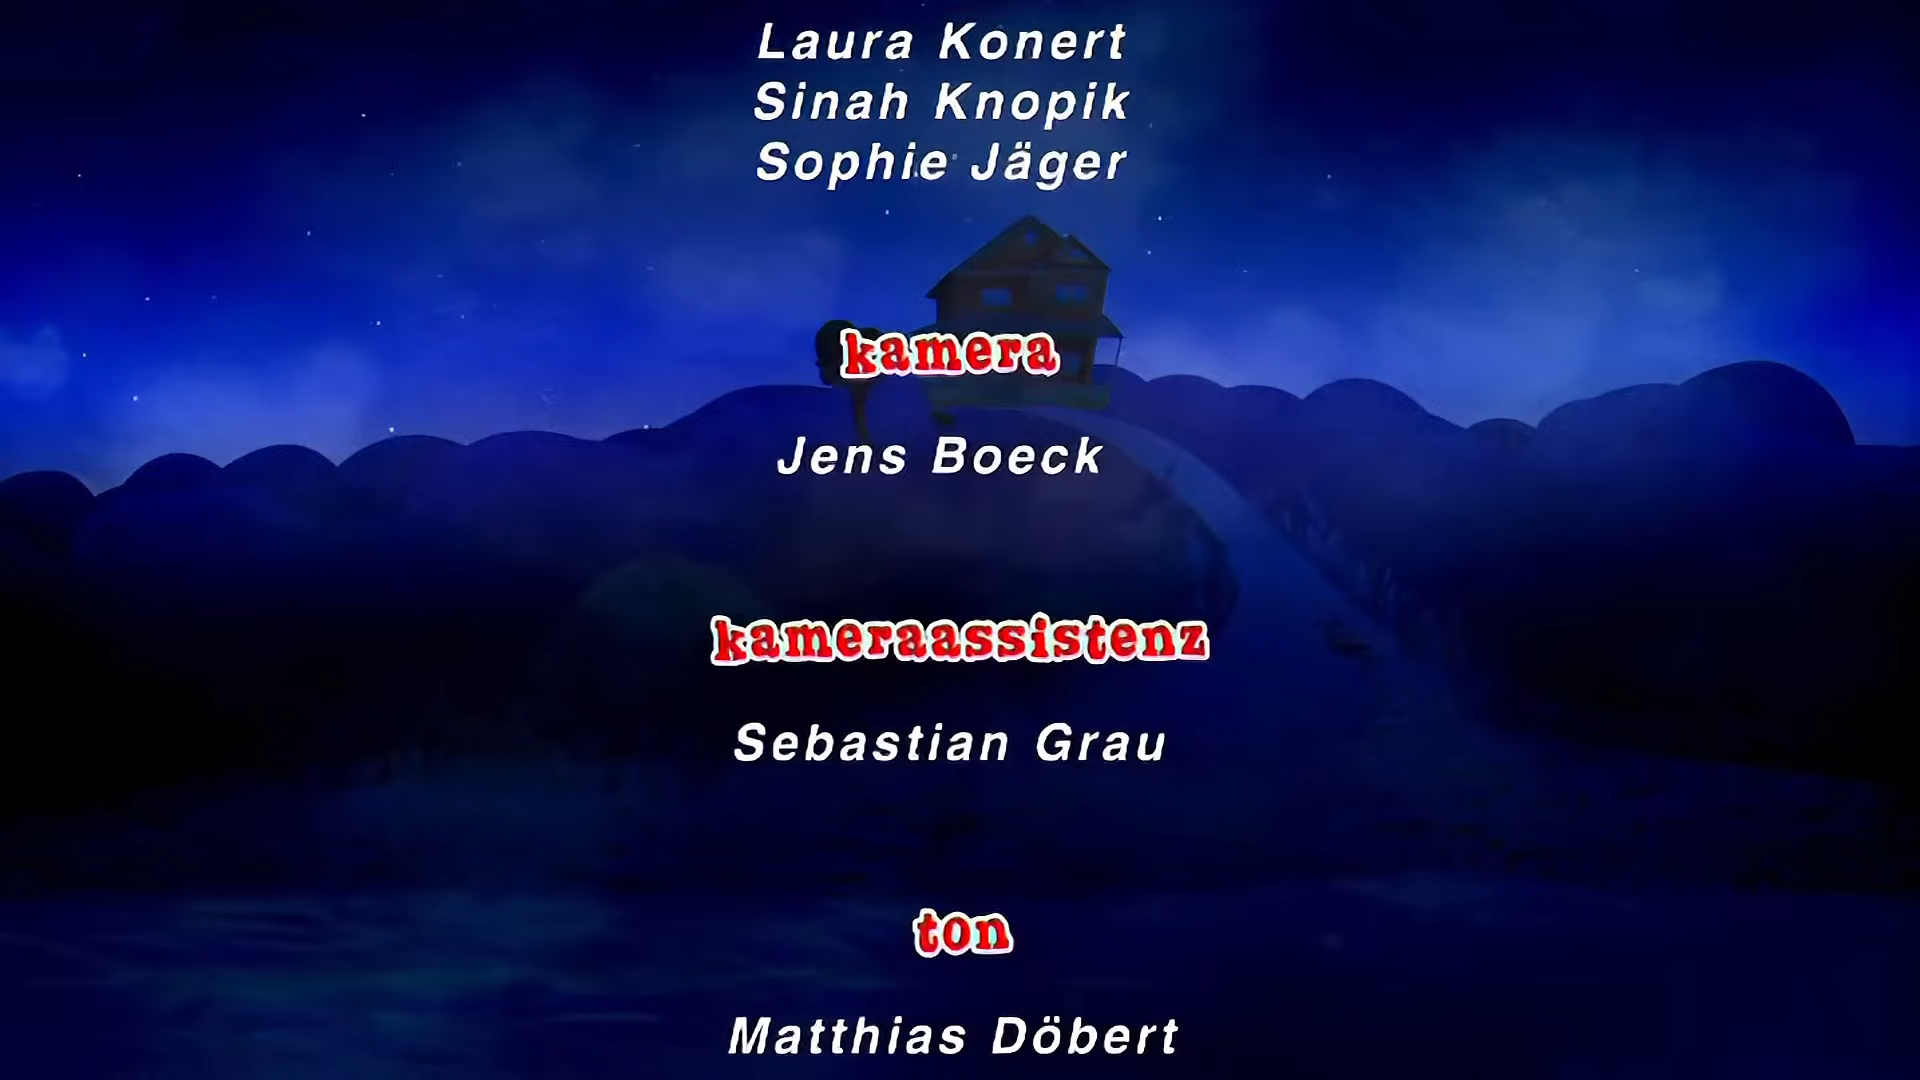 Laura Konert
Sinah Knopik
Sophie Jäger
kamera
Jens Boeck
kameraassistenz
Sebastian Grau
ton
Matthias Döbert